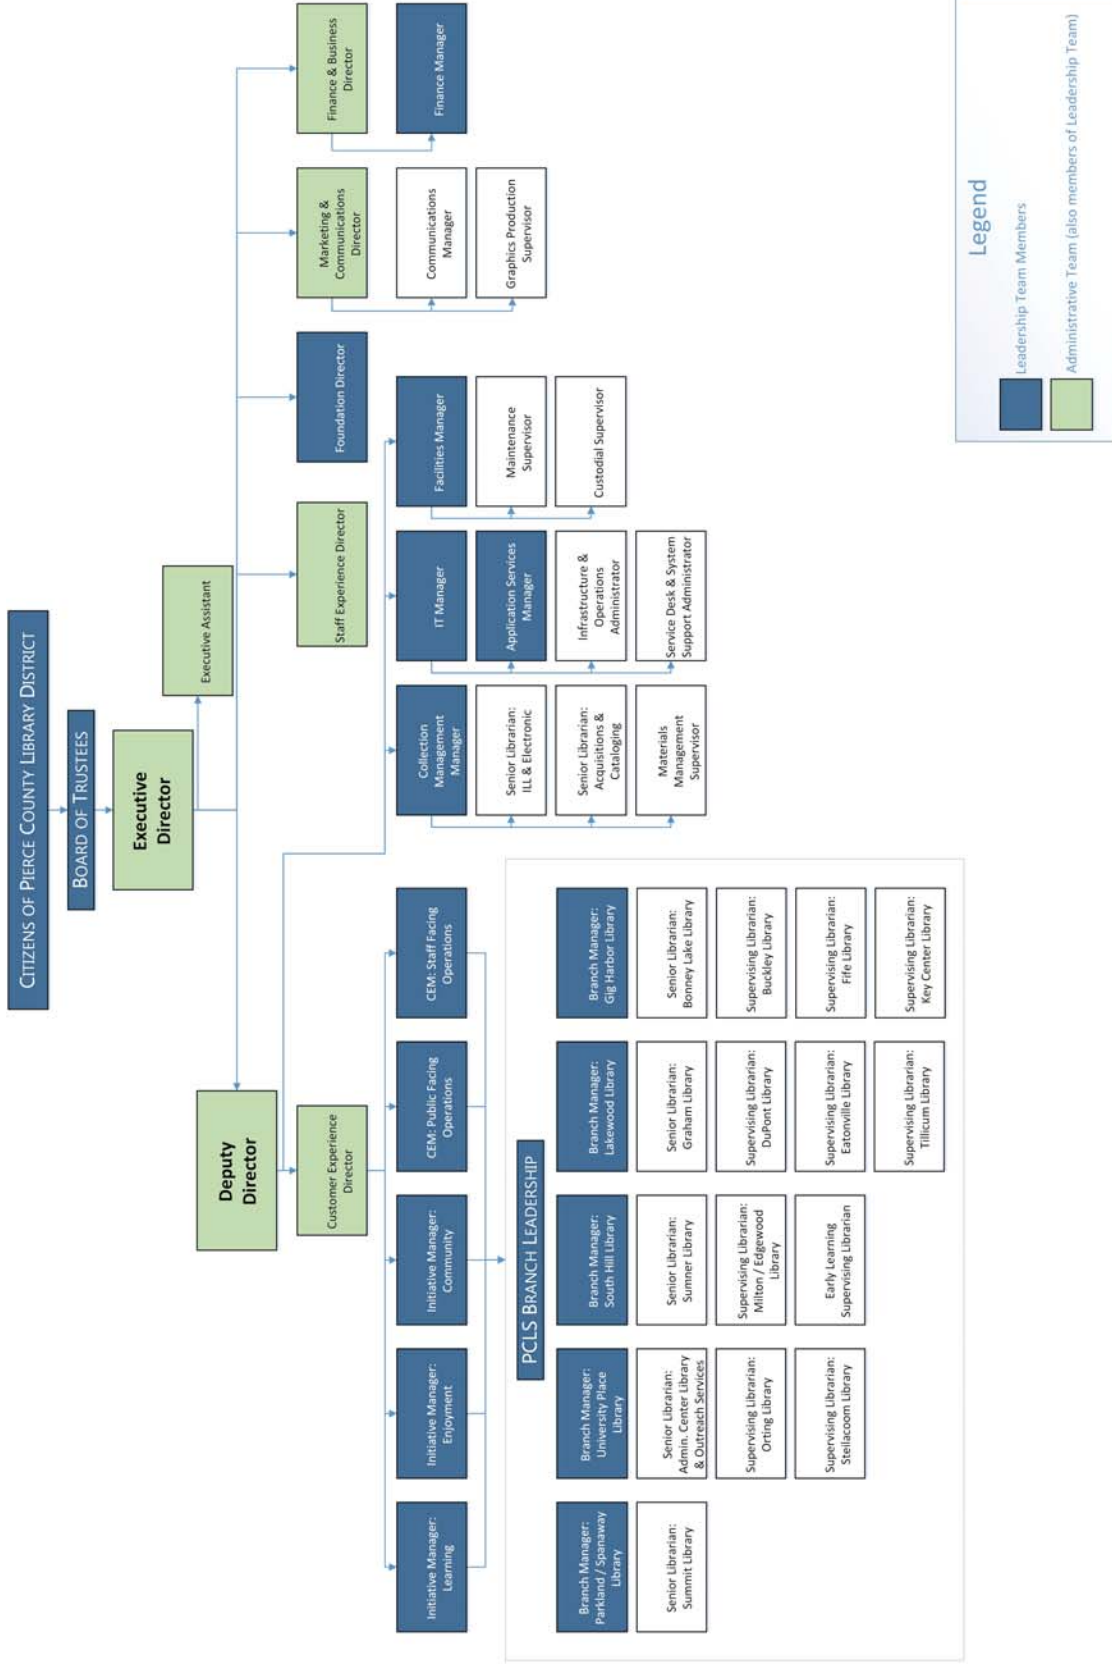 CITIZENS OF PIERCE COUNTY LIBRARY DISTRICT
BOARD OF TRUSTEES
Executive
Director
Executive Assistant
Deputy
Director
Customer Experience
Director
Staff Experience Director
Foundation Director
Marketing &
Communications
Director
Finance & Business
Director
Initiative Manager:
Learning
Initiative Manager:
Enjoyment
Initiative Manager:
Community
CEM: Public Facing
Operations
CEM: Staff Facing
Operations
Collection
Management
Manager
Senior Librarian:
ILL & Electronic
Senior Librarian:
Acquisitions &
Cataloging
Materials
Management
Supervisor
IT Manager
Application Services
Manager
Infrastructure &
Operations
Administrator
Service Desk & System
Support Administrator
Facilities Manager
Maintenance
Supervisor
Custodial Supervisor
Communications
Manager
Graphics Production
Supervisor
Finance Manager
PCLS BRANCH LEADERSHIP
Branch Manager:
Parkland / Spanaway
Library
Senior Librarian:
Summit Library
Branch Manager:
University Place
Library
Senior Librarian:
Admin. Center Library
& Outreach Services
Supervising Librarian:
Orting Library
Supervising Librarian:
Steilacoom Library
Branch Manager:
South Hill Library
Senior Librarian:
Sumner Library
Supervising Librarian:
Milton / Edgewood
Library
Early Learning
Supervising Librarian
Branch Manager:
Lakewood Library
Senior Librarian:
Graham Library
Supervising Librarian:
DuPont Library
Supervising Librarian:
Eatonville Library
Supervising Librarian:
Tillicum Library
Branch Manager:
Gig Harbor Library
Senior Librarian:
Bonney Lake Library
Supervising Librarian:
Buckley Library
Supervising Librarian:
Fife Library
Supervising Librarian:
Key Center Library
Legend
Leadership Team Members
Administrative Team (also members of Leadership Team)